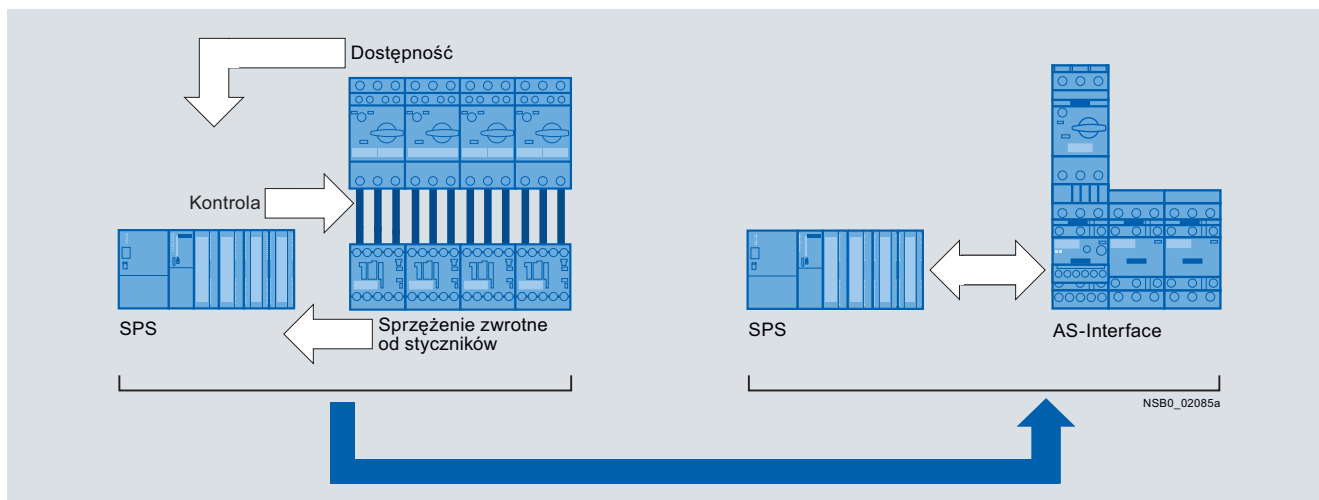 Dostępność
Kontrola
SPS
Sprzężenie zwrotne
od styczników
SPS
AS-Interface
NSB0_02085a